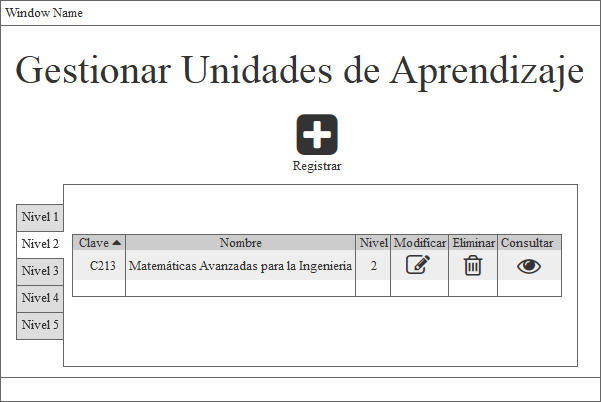 Window Name
Gestionar Unidades de Aprendizaje
Registrar
Nivel 1
Nivel 2
Nivel 3
Nivel 4
Nivel 5
Clave Nombre Nivel Modificar Eliminar Consultar
C213 Matemáticas Avanzadas para la Ingenieria 2